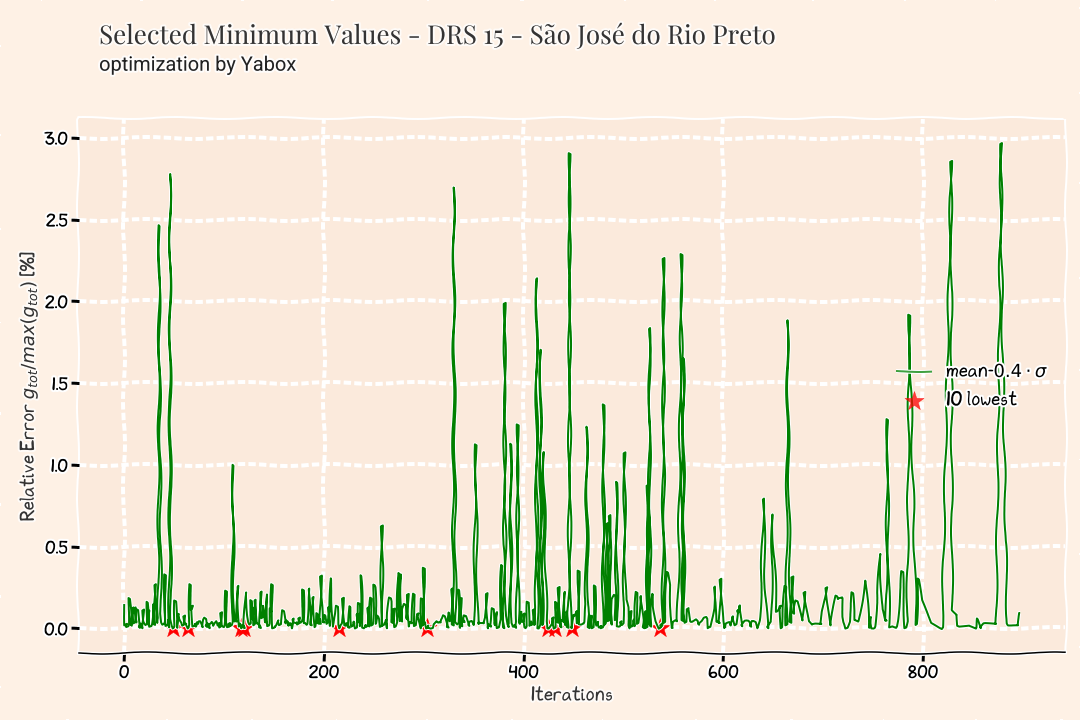 Selected Minimum Values - DRS 15 - São José do Rio Preto
optimization by Yabox
Relative Error g_tot/max(g_tot) [%]
3.0
2.5
2.0
1.5
1.0
0.5
0.0
mean-0.4 · σ
10 lowest
0 200 400 600 800
Iterations